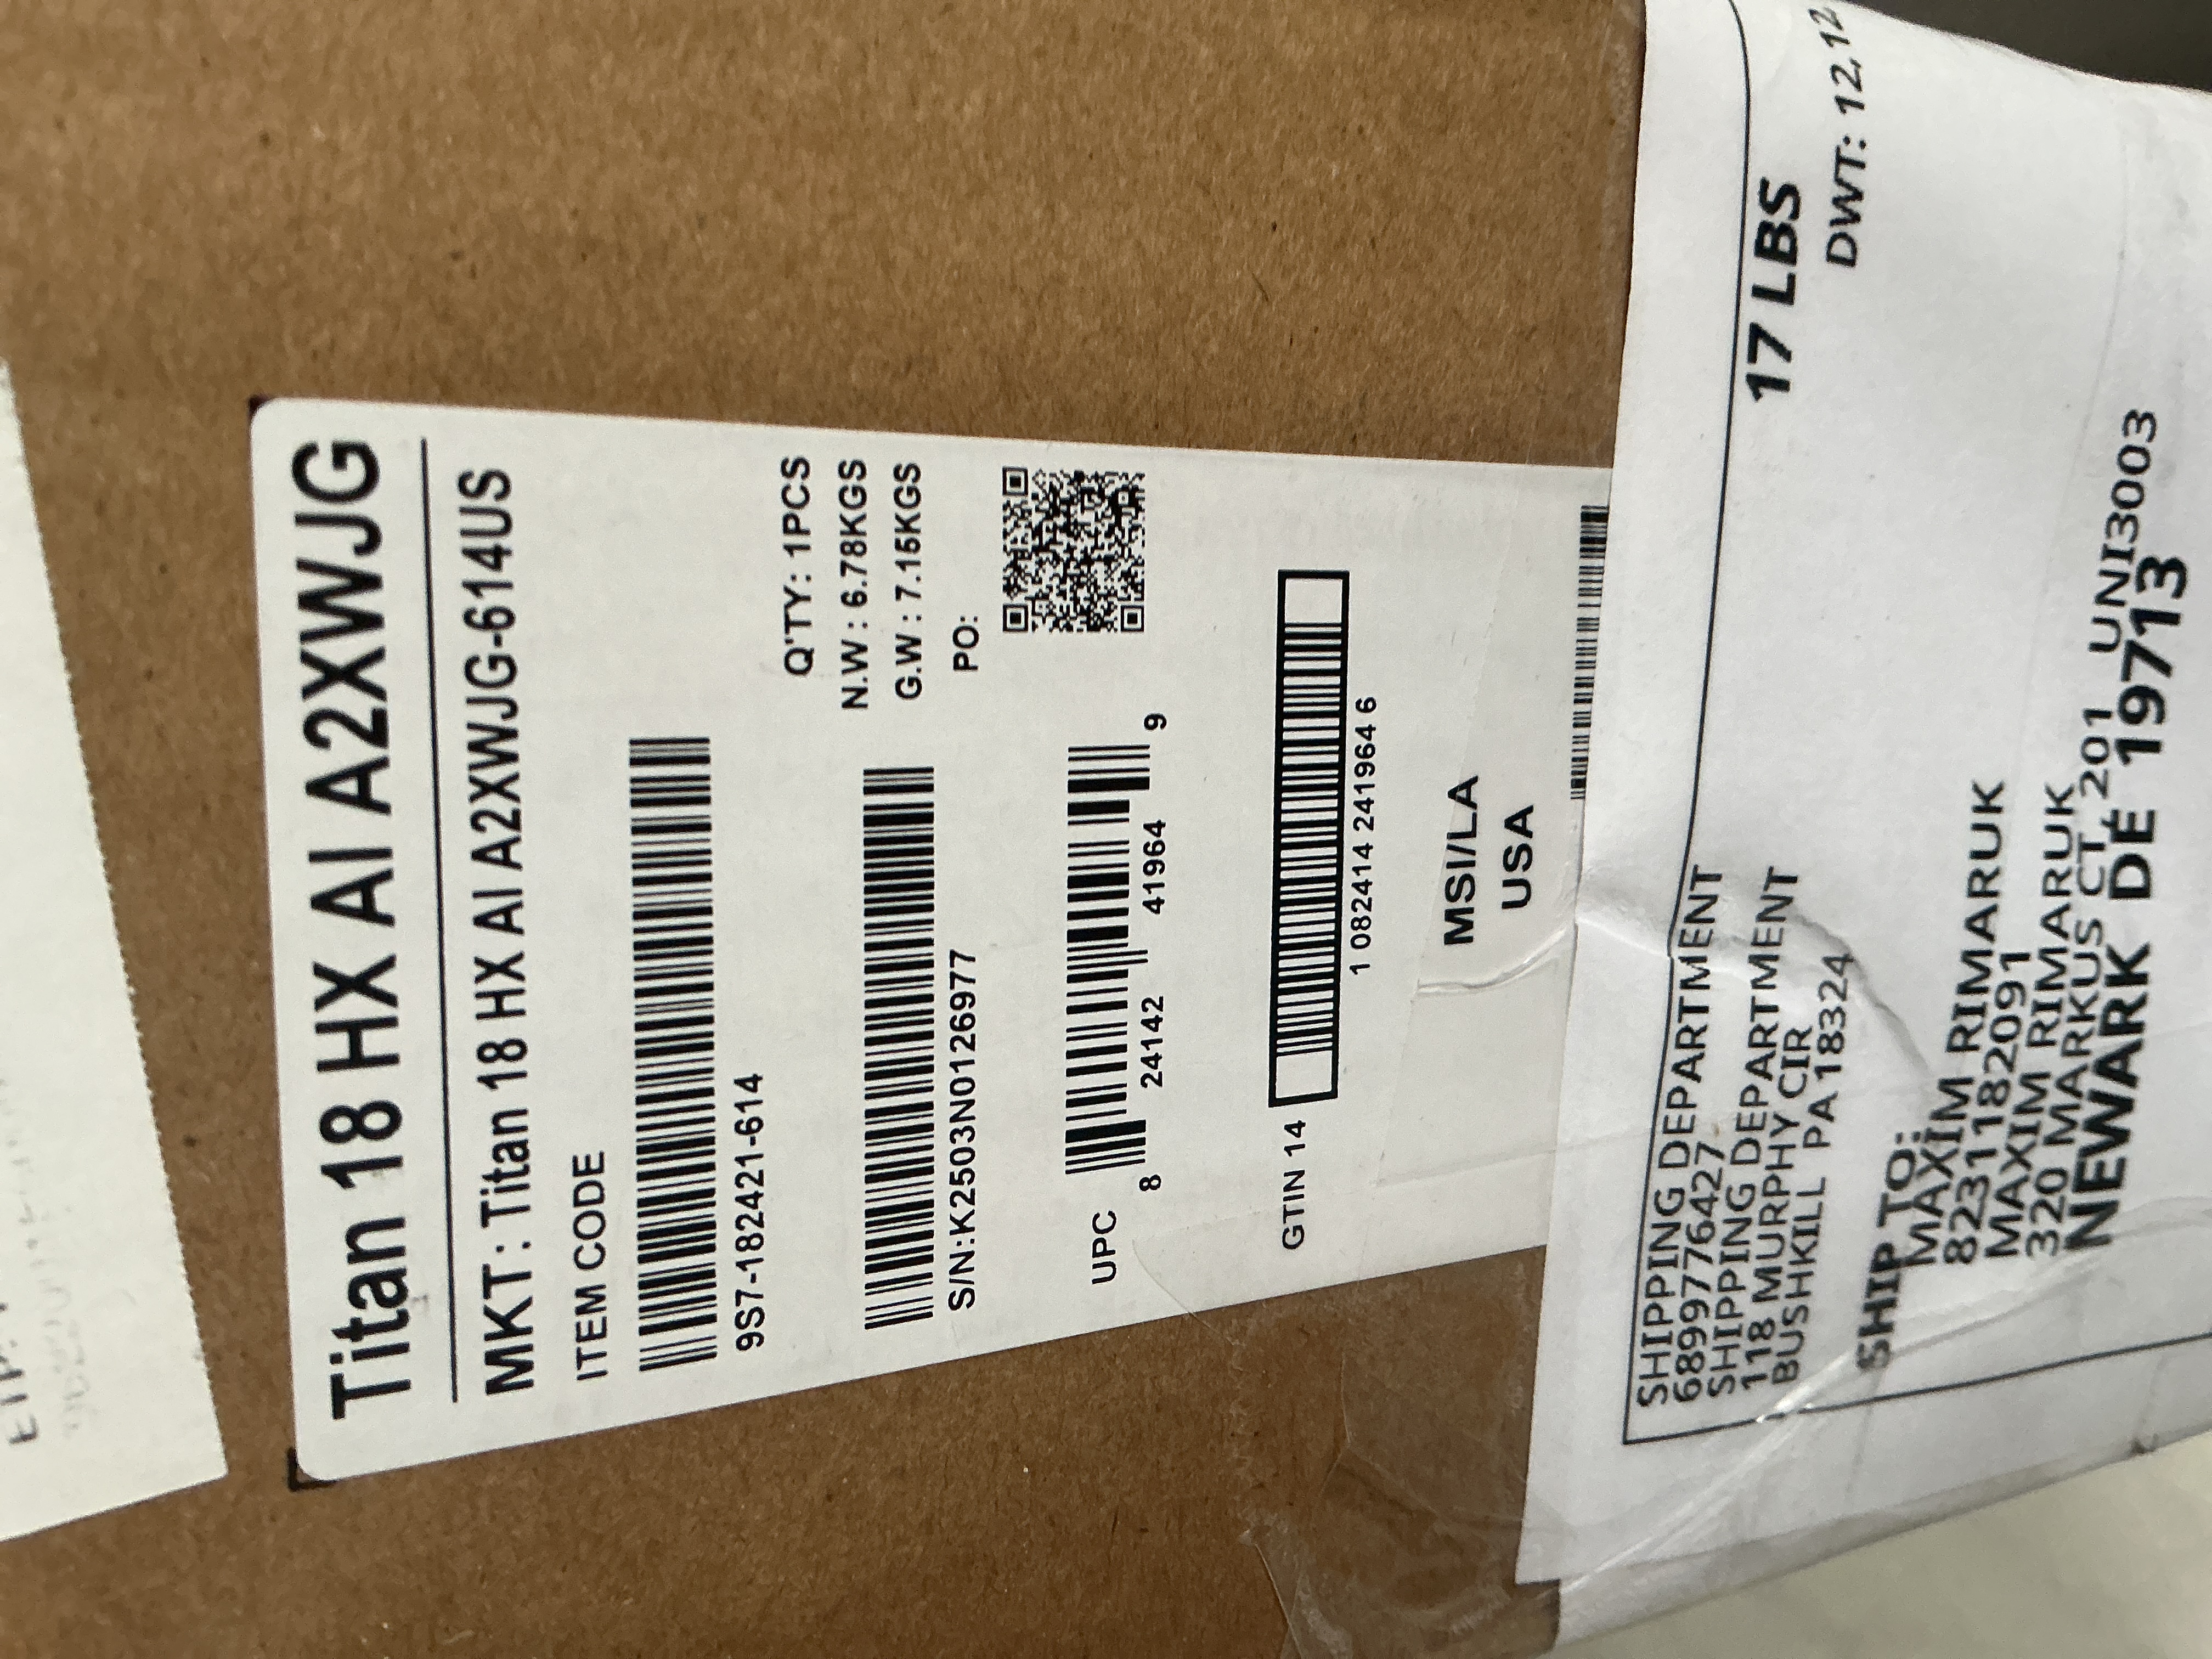 Titan 18 HX AI A2XWJG
MKT: Titan 18 HX AI A2XWJG-614US
ITEM CODE
9S7-182421-614
Q'TY: 1PCS
N.W : 6.78KGS
S/N:K2503N0126977
G.W : 7.15KGS
PO:
UPC
8 24142 41964 9
GTIN 14
1 082414 241964 6
MSI/LA
USA
SHIPPING DEPARTMENT
6899776427
SHIPPING DEPARTMENT
118 MURPHY CIR
BUSHKILL PA 18324
17 LBS
DWT: 12,12
SHIP TO:
MAXIM RIMARUK
8231182091
MAXIM RIMARUK
320 MARKUS CT, 201 UNI3003
NEWARK DE 19713